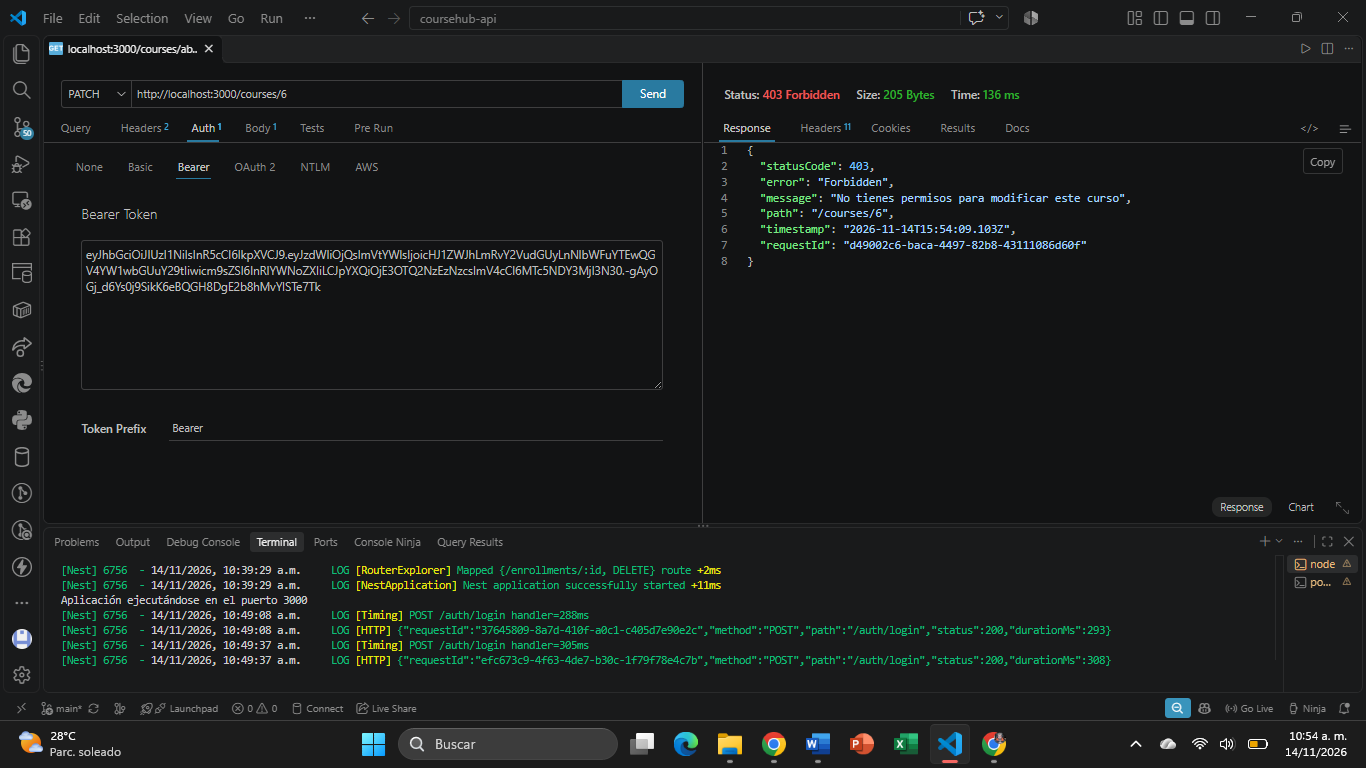 File Edit Selection View Go Run ···
coursehub-api
GET localhost:3000/courses/ab..
PATCH http://localhost:3000/courses/6 Send
Query Headers 2 Auth 1 Body 1 Tests Pre Run
None Basic Bearer OAuth 2 NTLM AWS
Bearer Token
Token Prefix Bearer
Status: 403 Forbidden Size: 205 Bytes Time: 136 ms
Response Headers 11 Cookies Results Docs </>
Copy
1 {
2 "statusCode": 403,
3 "error": "Forbidden",
4 "message": "No tienes permisos para modificar este curso",
5 "path": "/courses/6",
6 "timestamp": "2026-11-14T15:54:09.103Z",
7 "requestId": "d49002c6-baca-4497-82b8-43111086d60f"
8 }
Response Chart
50
Problems Output Debug Console Terminal Ports Console Ninja Query Results
[Nest] 6756 - 14/11/2026, 10:39:29 a.m. LOG [RouterExplorer] Mapped {/enrollments/:id, DELETE} route +2ms
[Nest] 6756 - 14/11/2026, 10:39:29 a.m. LOG [NestApplication] Nest application successfully started +11ms
Aplicación ejecutándose en el puerto 3000
[Nest] 6756 - 14/11/2026, 10:49:08 a.m. LOG [Timing] POST /auth/login handler=288ms
[Nest] 6756 - 14/11/2026, 10:49:08 a.m. LOG [HTTP] {"requestId":"37645809-8a7d-410f-a0c1-c405d7e90e2c","method":"POST","path":"/auth/login","status":200,"durationMs":293}
[Nest] 6756 - 14/11/2026, 10:49:37 a.m. LOG [Timing] POST /auth/login handler=305ms
[Nest] 6756 - 14/11/2026, 10:49:37 a.m. LOG [HTTP] {"requestId":"efc673c9-4f63-4de7-b30c-1f79f78e4c7b","method":"POST","path":"/auth/login","status":200,"durationMs":308}
node
po...
main* Launchpad 0 0 Connect Live Share Go Live Ninja
28°C
Parc. soleado
Buscar
10:54 a. m.
14/11/2026